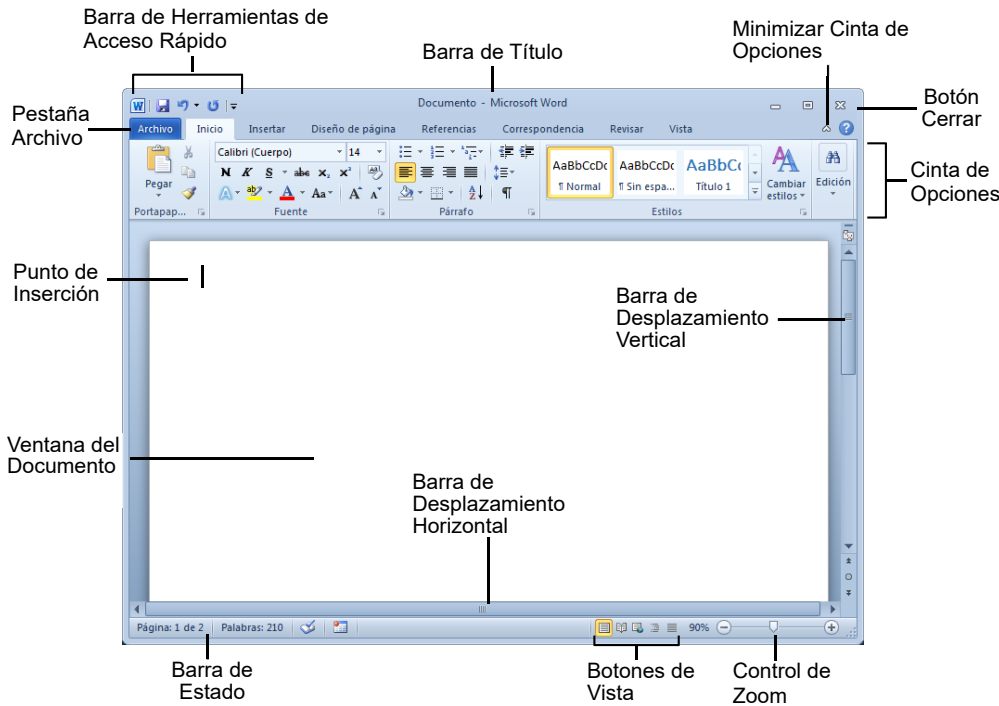 Barra de Herramientas de
Acceso Rápido
Barra de Título
Minimizar Cinta de
Opciones
Pestaña
Archivo
Botón
Cerrar
Documento - Microsoft Word
Archivo Inicio Insertar Diseño de página Referencias Correspondencia Revisar Vista
Calibri (Cuerpo) 14
Pegar
N K S abc x₂ x²
A ab A Aa A A
AaBbCcDc AaBbCcDc AaBbCc
¶ Normal ¶ Sin espa... Título 1
Cambiar
estilos
Edición
Portapap... Fuente Párrafo Estilos
Cinta de
Opciones
Punto de
Inserción
Barra de
Desplazamiento
Vertical
Ventana del
Documento
Barra de
Desplazamiento
Horizontal
Página: 1 de 2 Palabras: 210 90%
Barra de
Estado
Botones de
Vista
Control de
Zoom